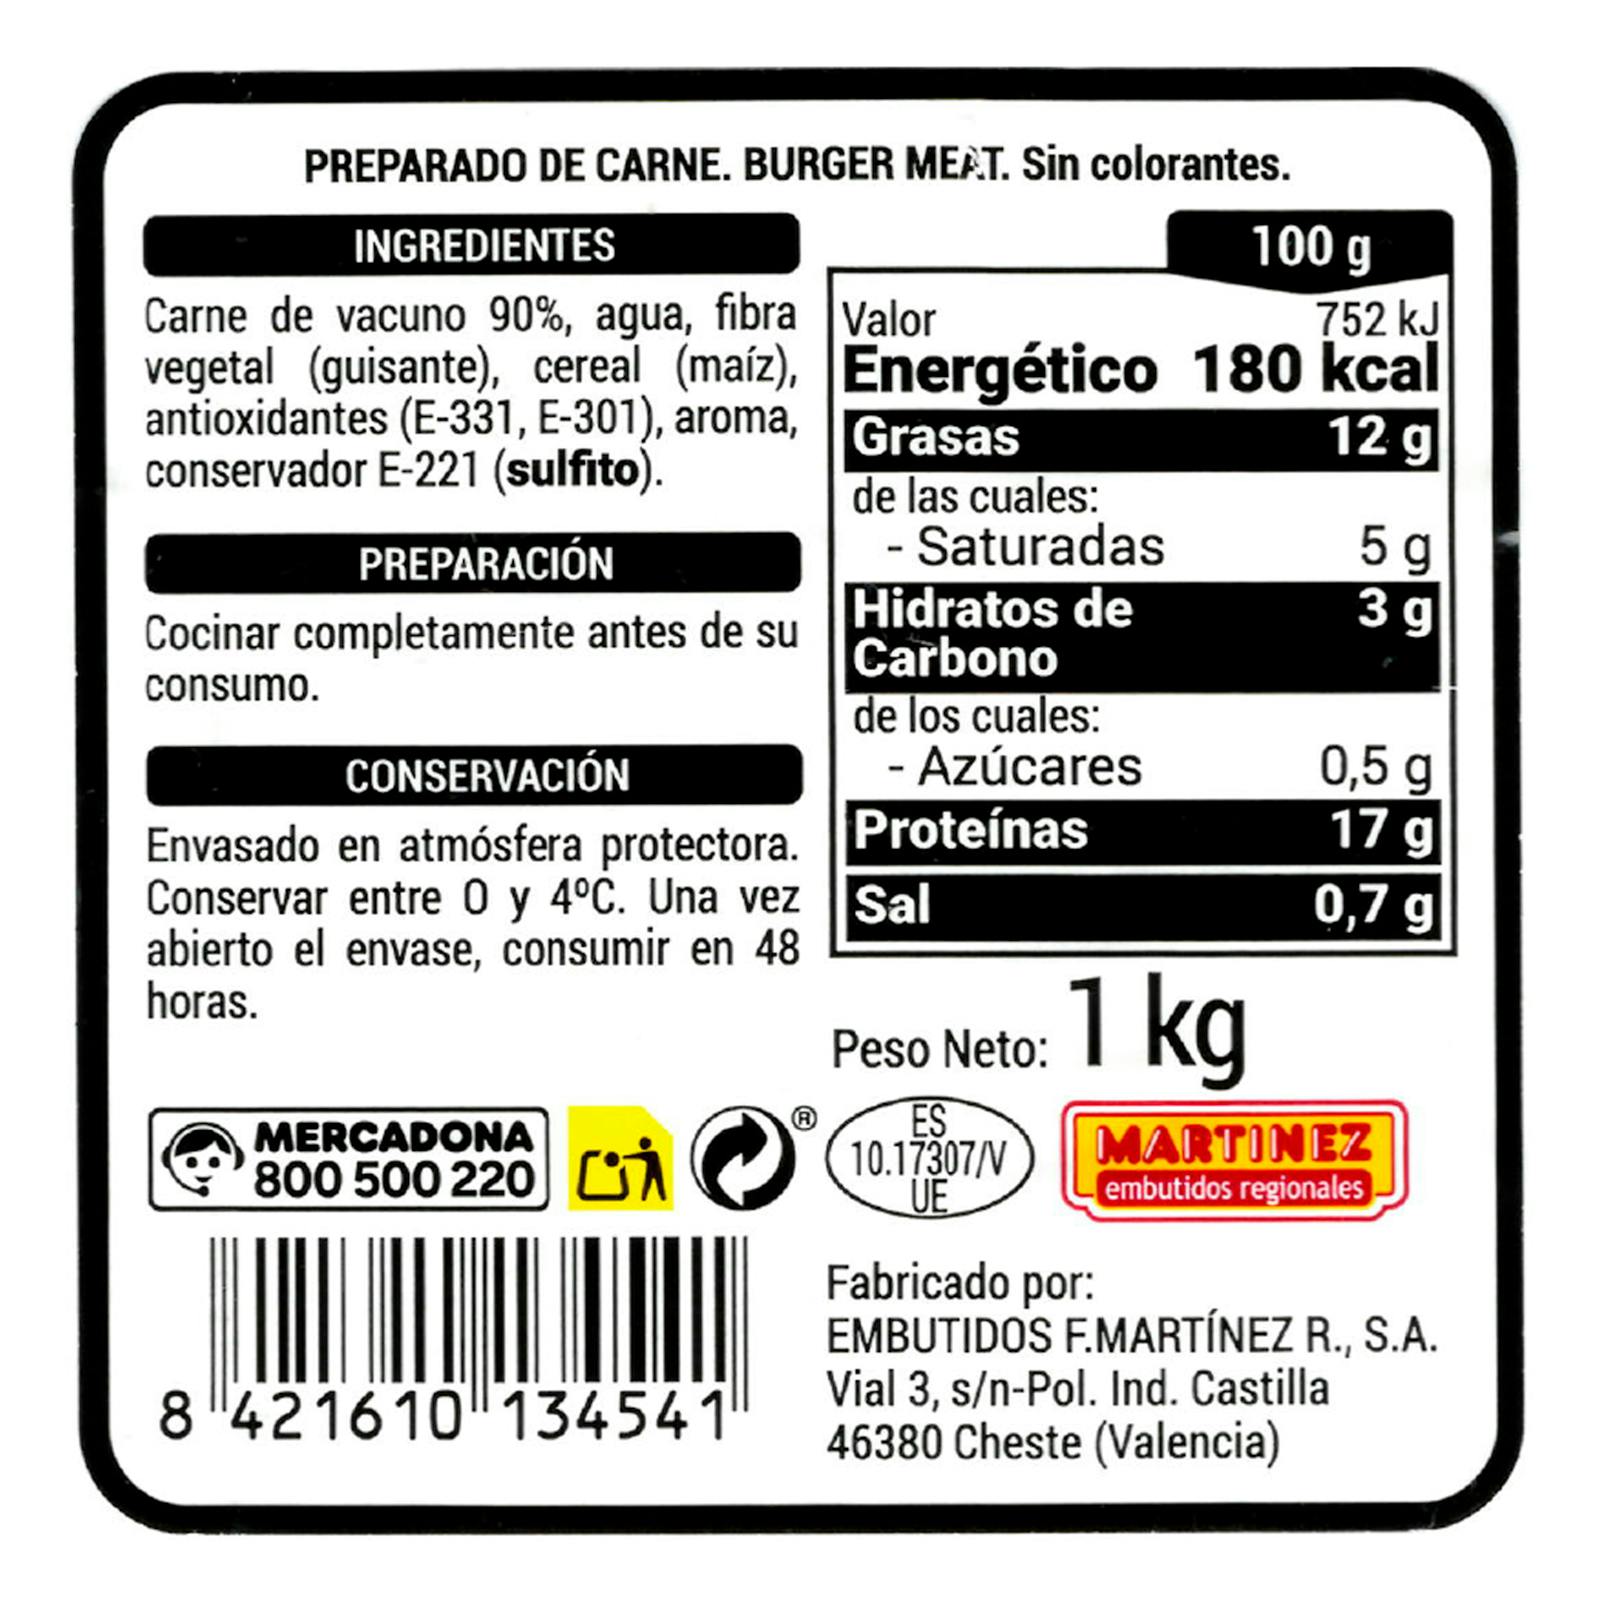 PREPARADO DE CARNE. BURGER MEAT. Sin colorantes.
INGREDIENTES
Carne de vacuno 90%, agua, fibra
vegetal (guisante), cereal (maíz),
antioxidantes (E-331, E-301), aroma,
conservador E-221 (sulfito).
PREPARACIÓN
Cocinar completamente antes de su
consumo.
CONSERVACIÓN
Envasado en atmósfera protectora.
Conservar entre 0 y 4ºC. Una vez
abierto el envase, consumir en 48
horas.
100 g
Valor 752 kJ
Energético 180 kcal
Grasas 12 g
de las cuales:
- Saturadas 5 g
Hidratos de 3 g
Carbono
de los cuales:
- Azúcares 0,5 g
Proteínas 17 g
Sal 0,7 g
Peso Neto: 1 kg
MERCADONA
800 500 220
®
ES
10.17307/V
UE
MARTINEZ
embutidos regionales
8 421610 134541
Fabricado por:
EMBUTIDOS F.MARTÍNEZ R., S.A.
Vial 3, s/n-Pol. Ind. Castilla
46380 Cheste (Valencia)